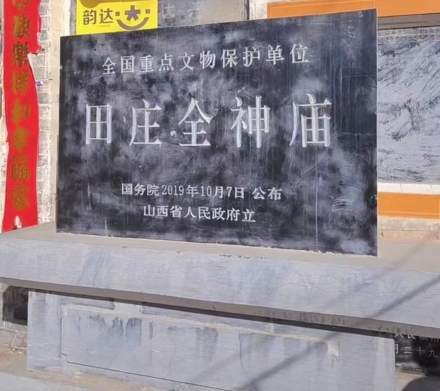 韵达
全国重点文物保护单位
田庄·全神庙
国务院2019年10月7日 公布
山西省人民政府立